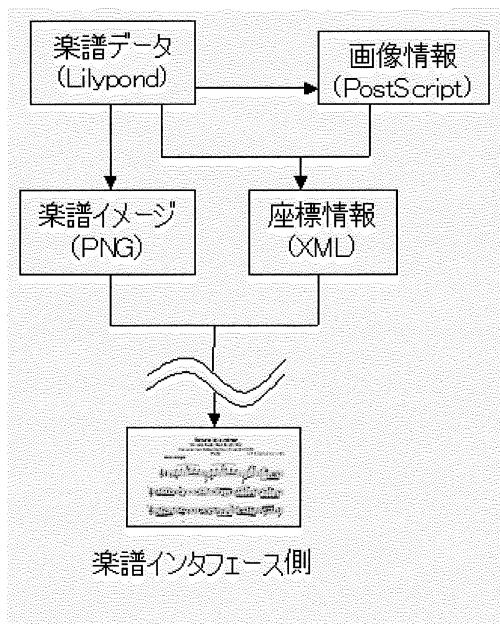 楽譜データ
(Lilypond)
画像情報
(PostScript)
楽譜イメージ
(PNG)
座標情報
(XML)
楽譜インタフェース側